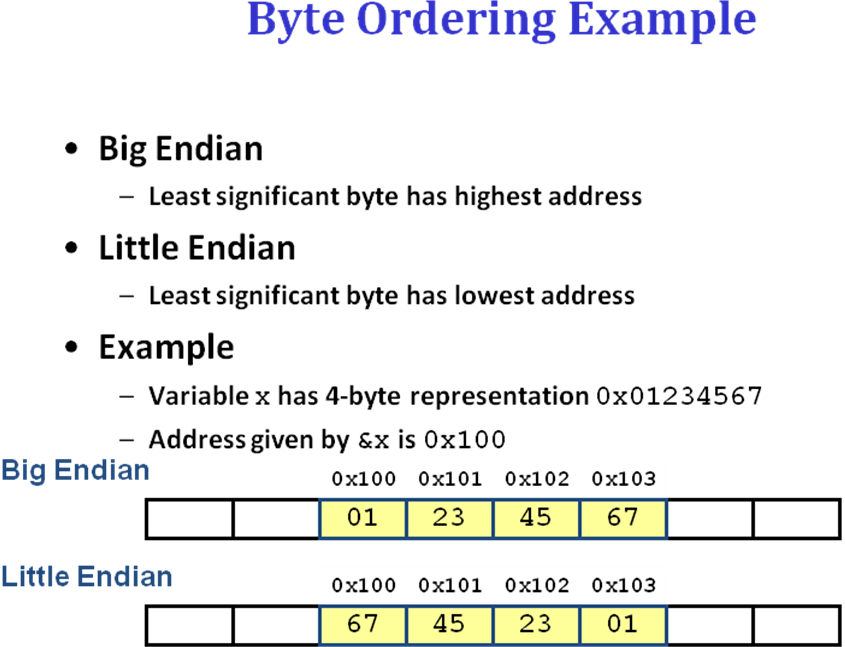 Byte Ordering Example
• Big Endian
– Least significant byte has highest address
• Little Endian
– Least significant byte has lowest address
• Example
– Variable x has 4-byte representation 0x01234567
– Address given by &x is 0x100
Big Endian
0x100 0x101 0x102 0x103
01 23 45 67
Little Endian
0x100 0x101 0x102 0x103
67 45 23 01